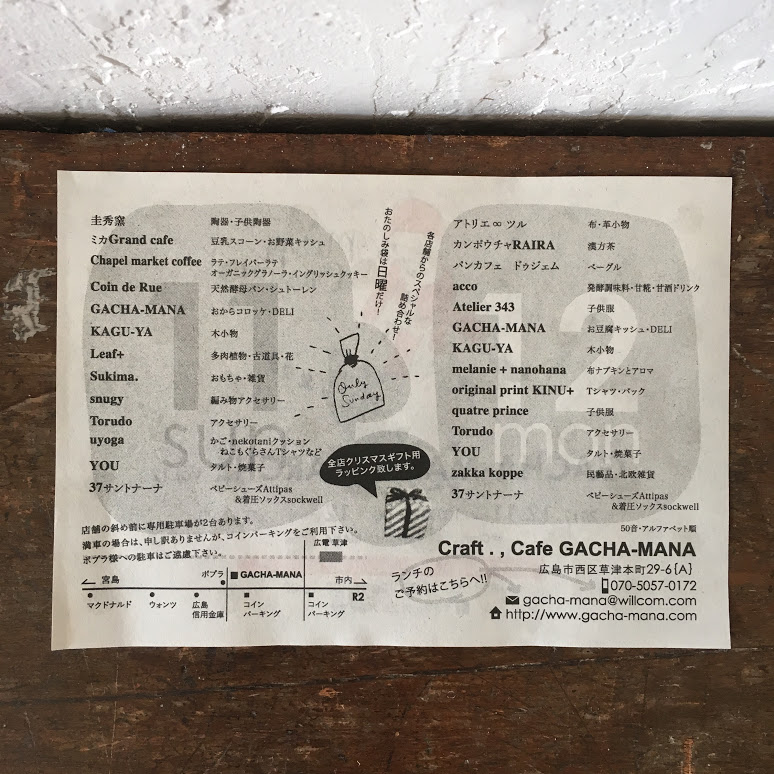 圭秀窯 陶器・子供陶器
ミカGrand cafe 豆乳スコーン・お野菜キッシュ
Chapel market coffee ラテ・フレイバーラテ
オーガニックグラノーラ・イングリッシュクッキー
Coin de Rue 天然酵母パン・シュトーレン
GACHA-MANA おからコロッケ・DELI
KAGU-YA 木小物
Leaf+ 多肉植物・古道具・花
Sukima. おもちゃ・雑貨
snugy 編み物アクセサリー
Torudo アクセサリー
uyoga かご・nekotaniクッション
ねこもぐらさんTシャツなど
YOU タルト・焼菓子
37サントナーナ ベビーシューズAttipas
&着圧ソックスsockwell
11
sun
各店舗からのスペシャルな
詰め合わせ!
おたのしみ袋は日曜だけ!
Only
Sunday
全店クリスマスギフト用
ラッピング致します。
アトリエ∞ツル 布・革小物
カンポウチャRAIRA 漢方茶
パンカフェ ドゥジェム ベーグル
acco 発酵調味料・甘糀・甘酒ドリンク
Atelier 343 子供服
GACHA-MANA お豆腐キッシュ・DELI
KAGU-YA 木小物
melanie + nanohana 布ナプキンとアロマ
original print KINU+ Tシャツ・バック
quatre prince 子供服
Torudo アクセサリー
YOU タルト・焼菓子
zakka koppe 民藝品・北欧雑貨
37サントナーナ ベビーシューズAttipas
&着圧ソックスsockwell
12
mon
50音・アルファベット順
店舗の斜め前に専用駐車場が2台あります。
満車の場合は、申し訳ありませんが、コインパーキングをご利用下さい。
ポプラ様への駐車はご遠慮下さい。
広電 草津
宮島
ポプラ
GACHA-MANA
市内
R2
マクドナルド
ウォンツ
広島
信用金庫
コイン
パーキング
コイン
パーキング
ランチの
ご予約はこちらへ!!
Craft . , Cafe GACHA-MANA
広島市西区草津本町29-6{A}
070-5057-0172
gacha-mana@willcom.com
http://www.gacha-mana.com